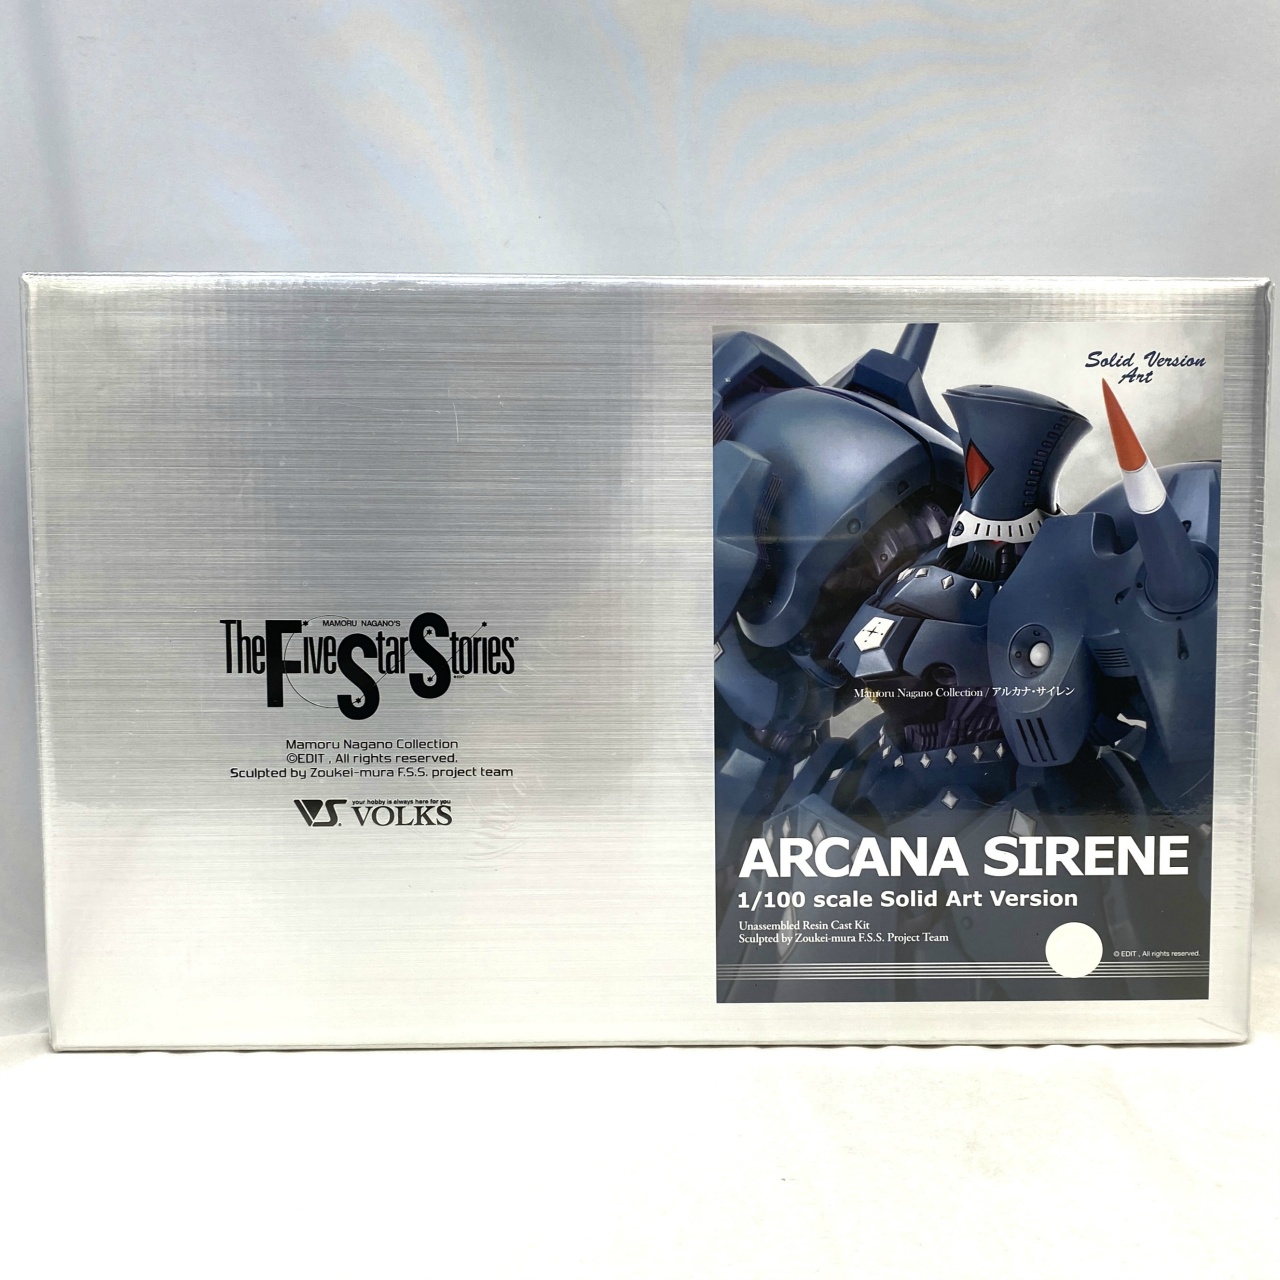 MAMORU NAGANO'S
The Five Star Stories
Mamoru Nagano Collection
©EDIT , All rights reserved.
Sculpted by Zoukei-mura F.S.S. project team
your hobby is always here for you
VS. VOLKS
Solid Version
Art
Mamoru Nagano Collection / アルカナ・サイレン
ARCANA SIRENE
1/100 scale Solid Art Version
Unassembled Resin Cast Kit
Sculpted by Zoukei-mura F.S.S. Project Team
© EDIT , All rights reserved.